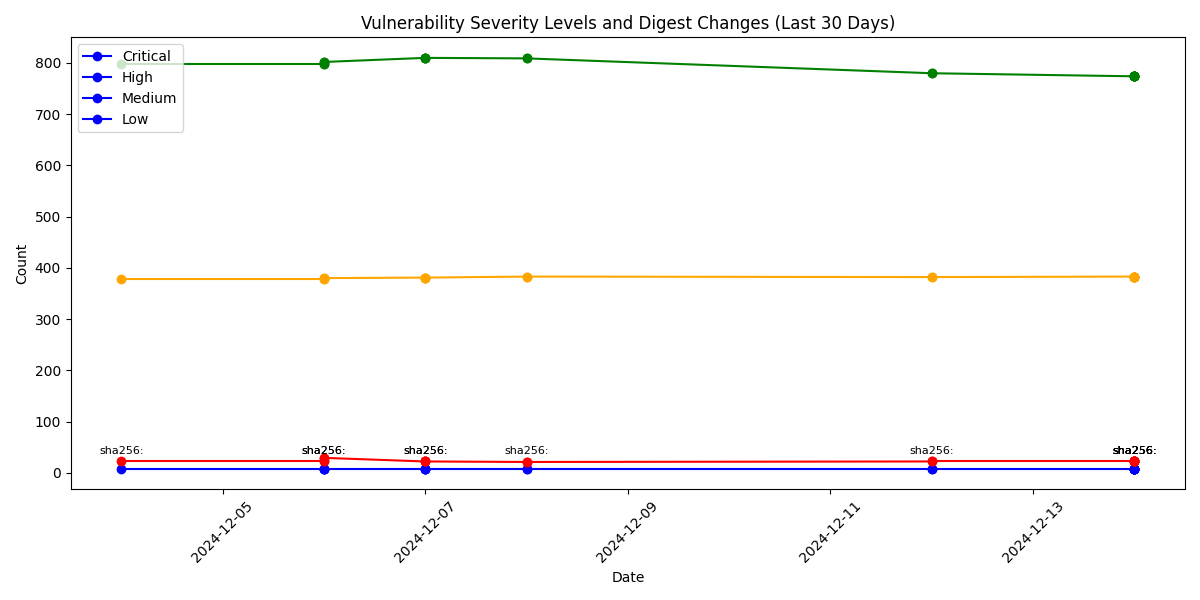 Vulnerability Severity Levels and Digest Changes (Last 30 Days)
Critical
High
Medium
Low
Count
800
700
600
500
400
300
200
100
0
sha256:
sha256:
sha256:
sha256:
sha256:
sha256:
2024-12-05
2024-12-07
2024-12-09
2024-12-11
2024-12-13
Date